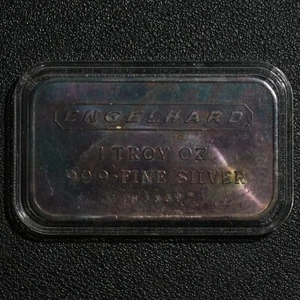 ENGELHARD
1 TROY OZ.
999+FINE SILVER